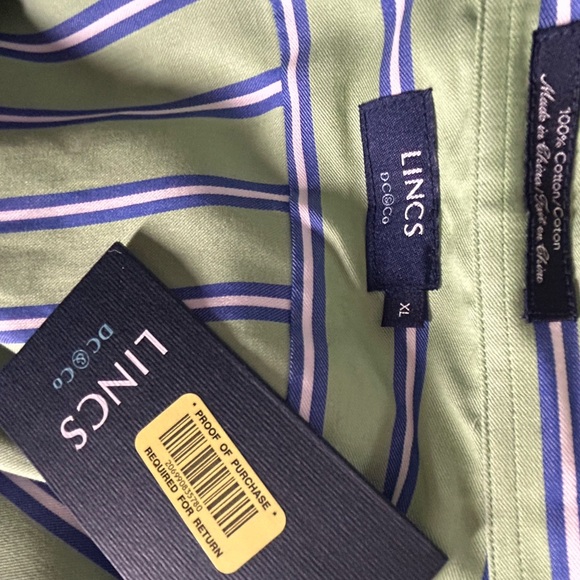 LINCS
DC&Co
XL
100% Cotton/Coton
Made in China/Fait en Chine
LINCS
DC&Co
* PROOF OF PURCHASE *
206990835780
REQUIRED FOR RETURN